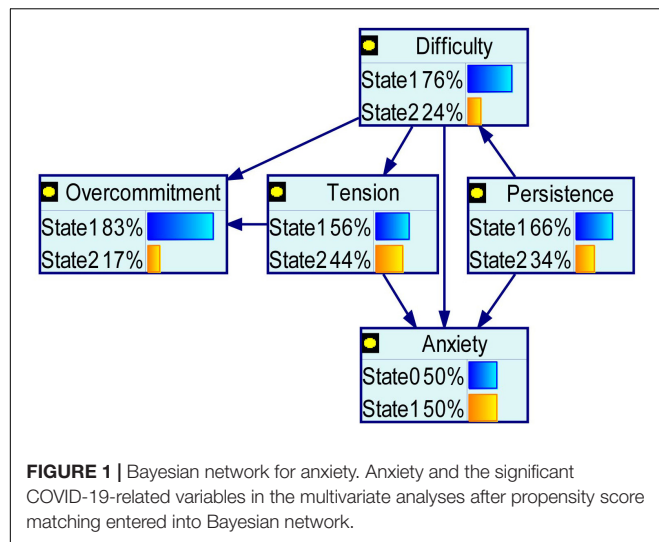 Difficulty
State1 76%
State2 24%
Overcommitment
State1 83%
State2 17%
Tension
State1 56%
State2 44%
Persistence
State1 66%
State2 34%
Anxiety
State0 50%
State1 50%
FIGURE 1 | Bayesian network for anxiety. Anxiety and the significant
COVID-19-related variables in the multivariate analyses after propensity score
matching entered into Bayesian network.